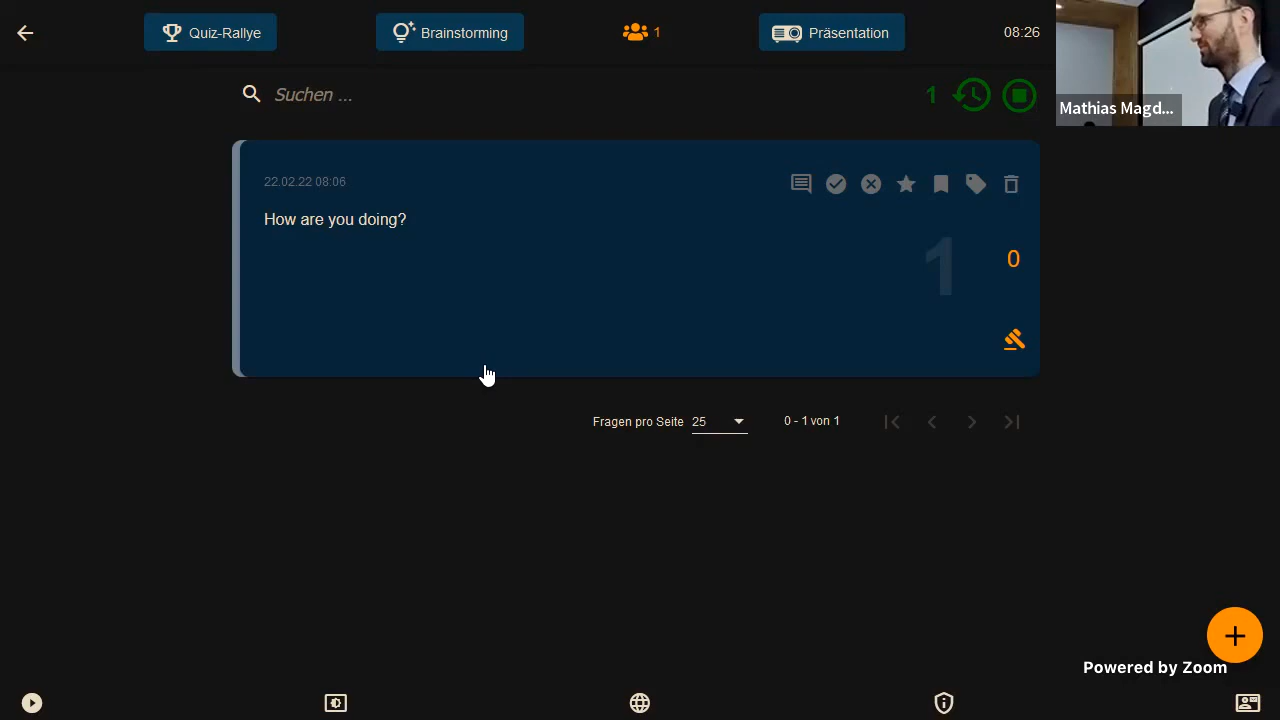 Quiz-Rallye
Brainstorming
1
Präsentation
08:26
Mathias Magd...
Suchen ...
1
22.02.22 08:06
How are you doing?
1
0
Fragen pro Seite 25
0 - 1 von 1
Powered by Zoom